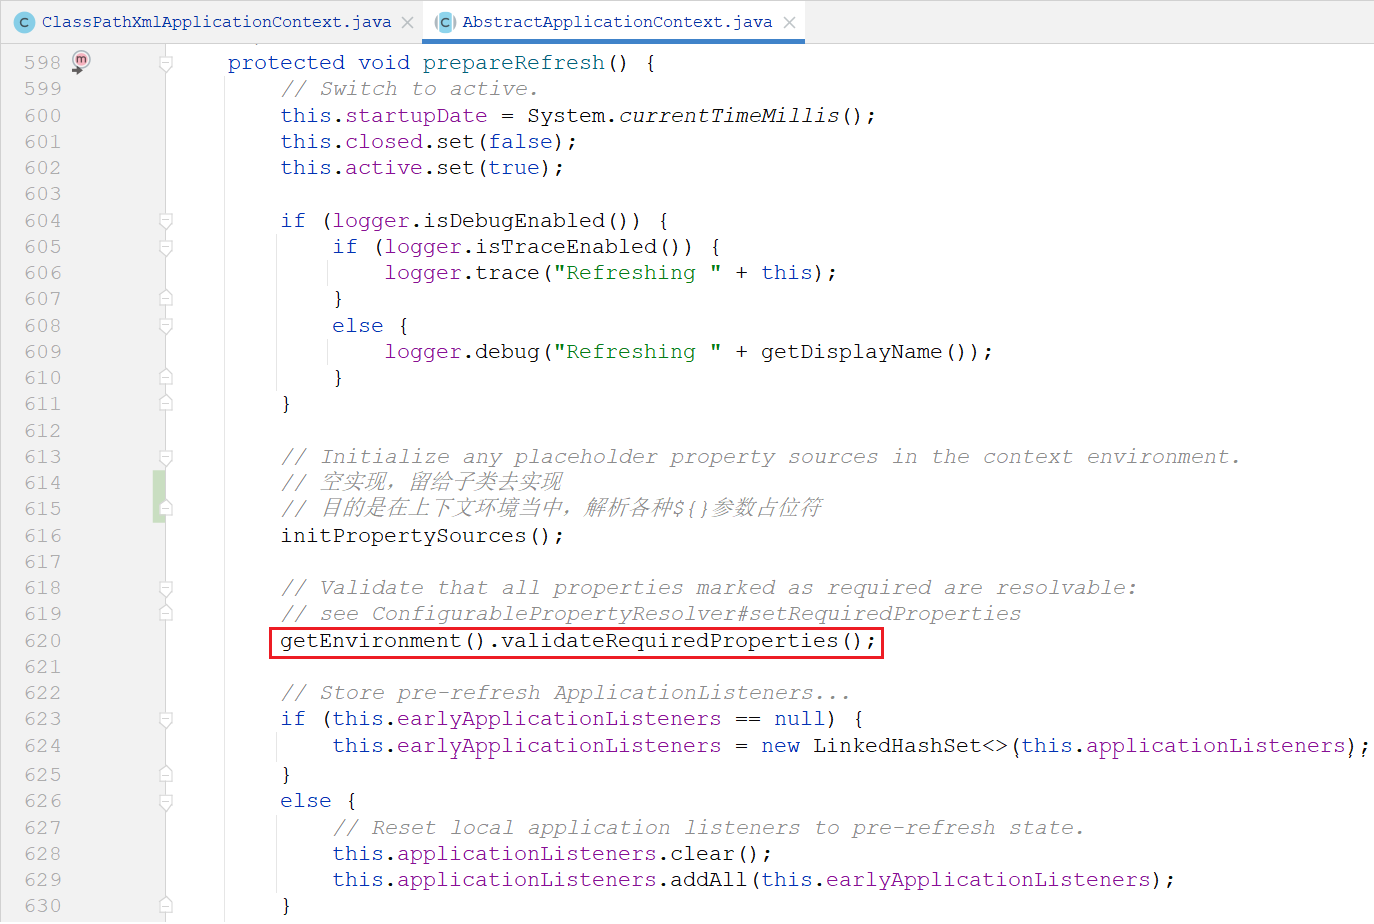 ClassPathXmlApplicationContext.java AbstractApplicationContext.java
598 protected void prepareRefresh() {
599 // Switch to active.
600 this.startupDate = System.currentTimeMillis();
601 this.closed.set(false);
602 this.active.set(true);
603
604 if (logger.isDebugEnabled()) {
605 if (logger.isTraceEnabled()) {
606 logger.trace("Refreshing " + this);
607 }
608 else {
609 logger.debug("Refreshing " + getDisplayName());
610 }
611 }
612
613 // Initialize any placeholder property sources in the context environment.
614 // 空实现，留给子类去实现
615 // 目的是在上下文环境当中，解析各种${}参数占位符
616 initPropertySources();
617
618 // Validate that all properties marked as required are resolvable:
619 // see ConfigurablePropertyResolver#setRequiredProperties
620 getEnvironment().validateRequiredProperties();
621
622 // Store pre-refresh ApplicationListeners...
623 if (this.earlyApplicationListeners == null) {
624 this.earlyApplicationListeners = new LinkedHashSet<>(this.applicationListeners);
625 }
626 else {
627 // Reset local application listeners to pre-refresh state.
628 this.applicationListeners.clear();
629 this.applicationListeners.addAll(this.earlyApplicationListeners);
630 }